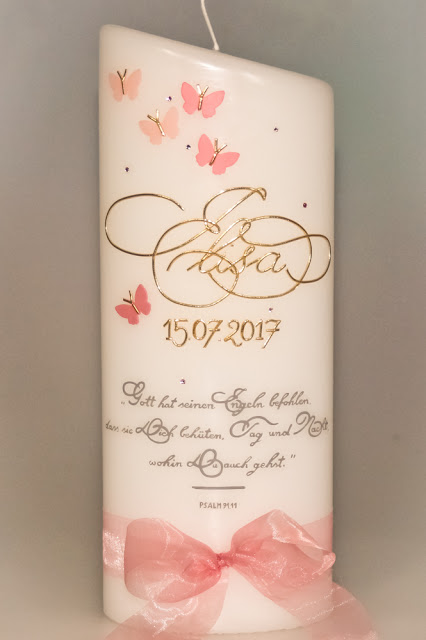 Elisa
15.07.2017
„Gott hat seinen Engeln befohlen,
dass sie Dich behüten, Tag und Nacht,
wohin Du auch gehst."
PSALM 91,11